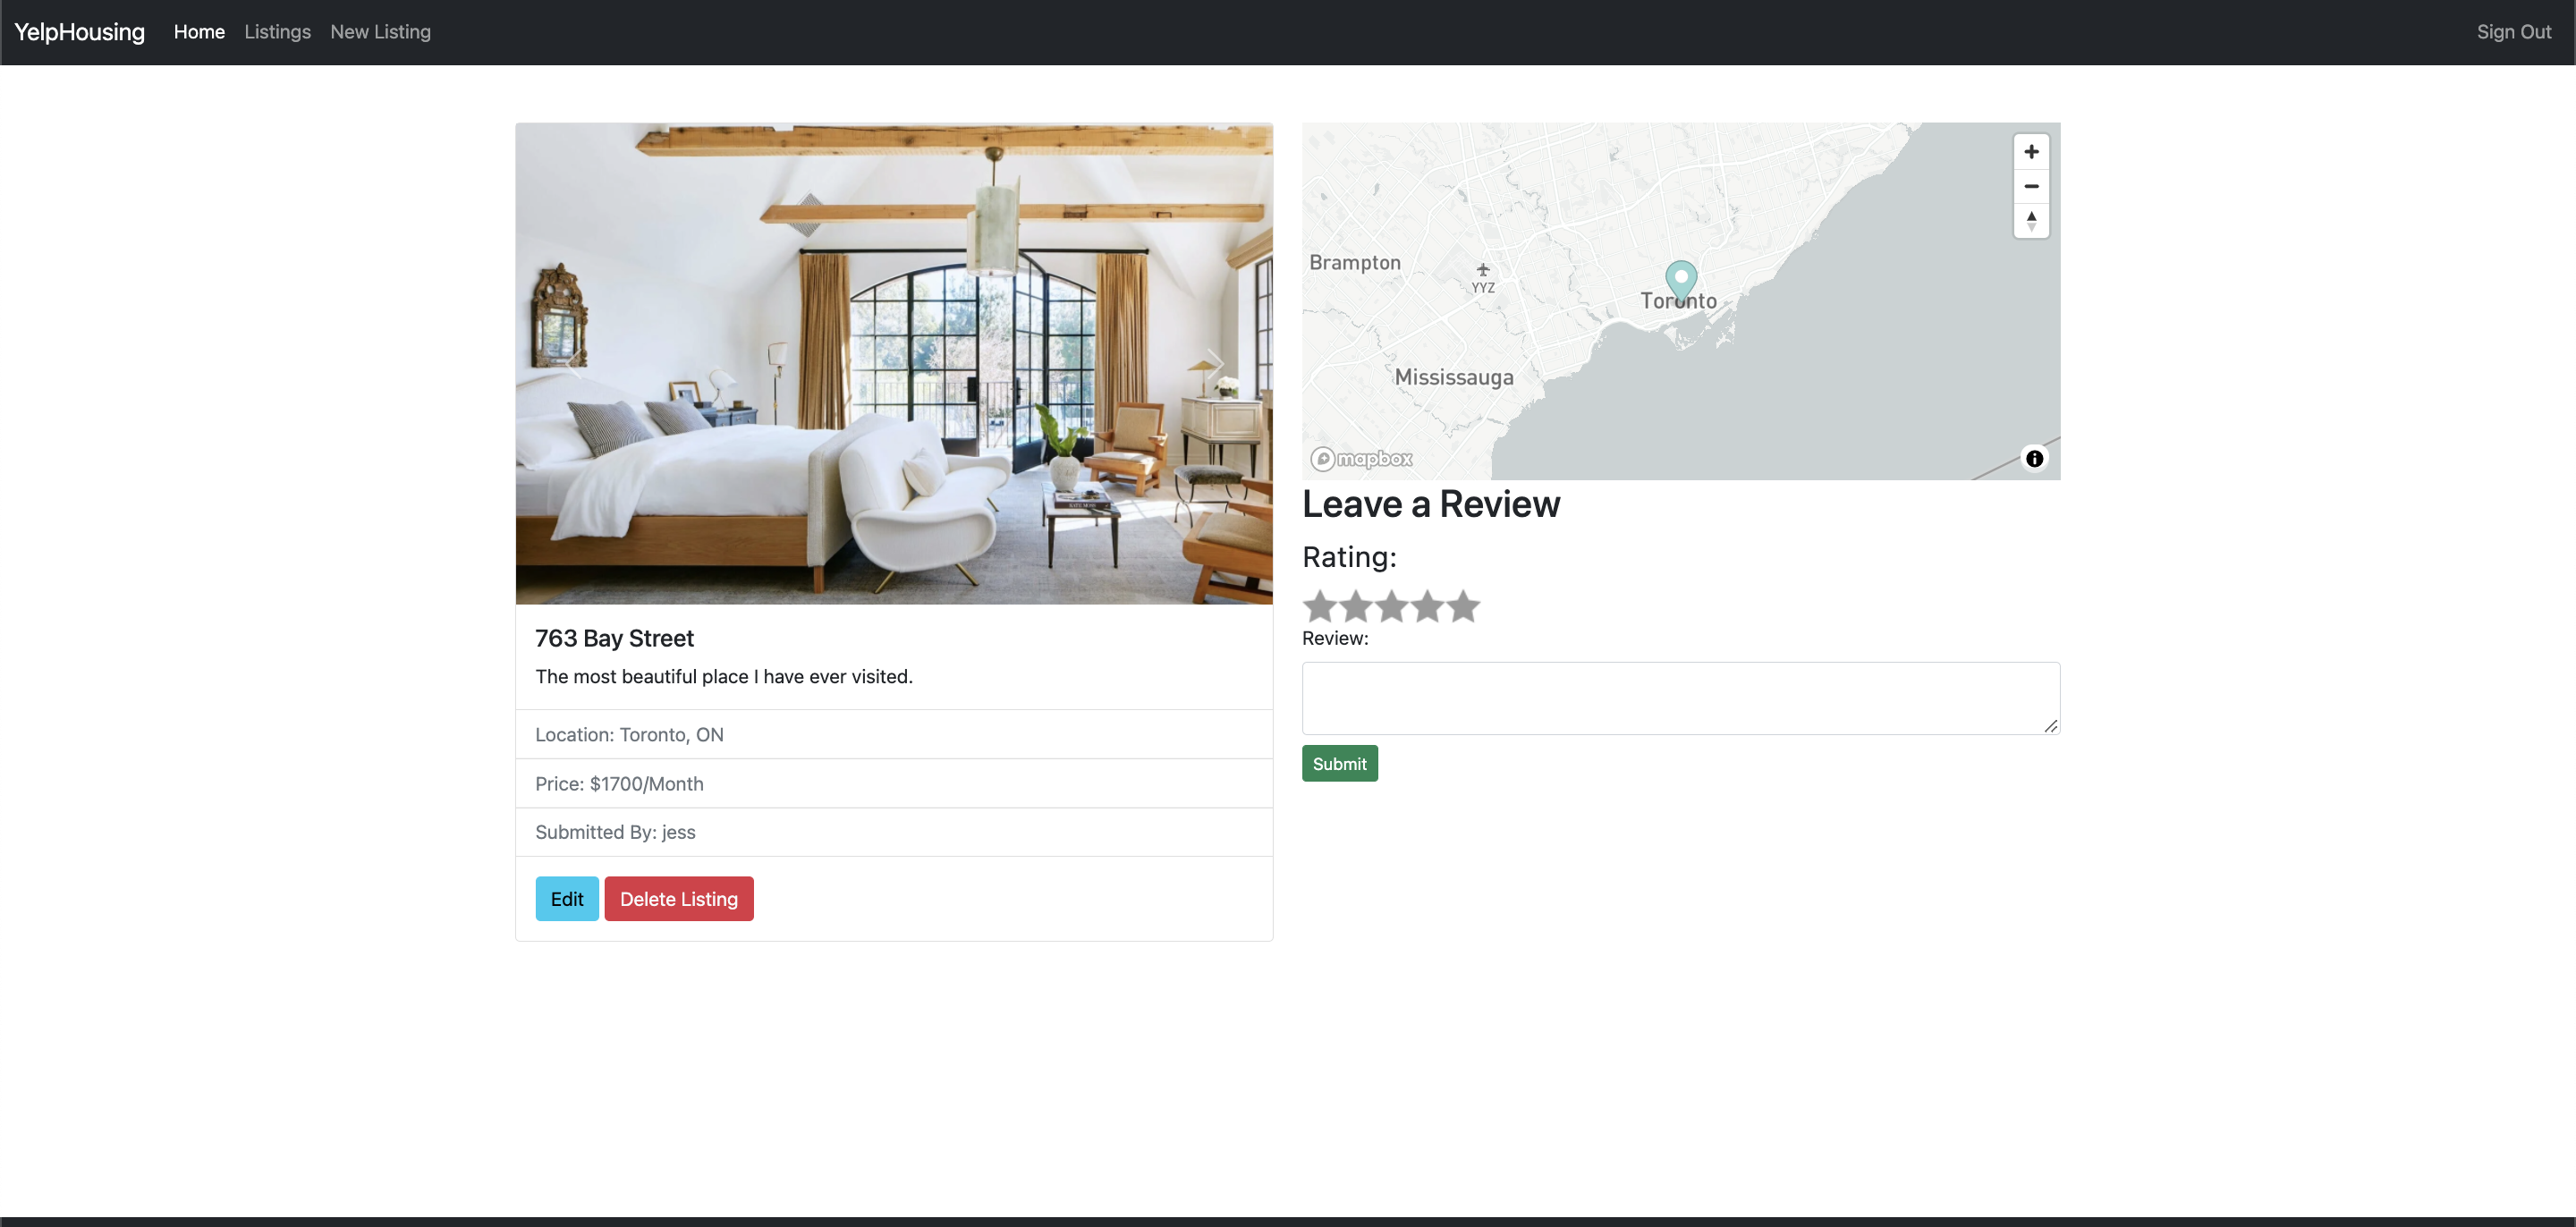 YelpHousing Home Listings New Listing Sign Out
Brampton
YYZ
Toronto
Mississauga
mapbox
Leave a Review
Rating:
Review:
Submit
763 Bay Street
The most beautiful place I have ever visited.
Location: Toronto, ON
Price: $1700/Month
Submitted By: jess
Edit Delete Listing